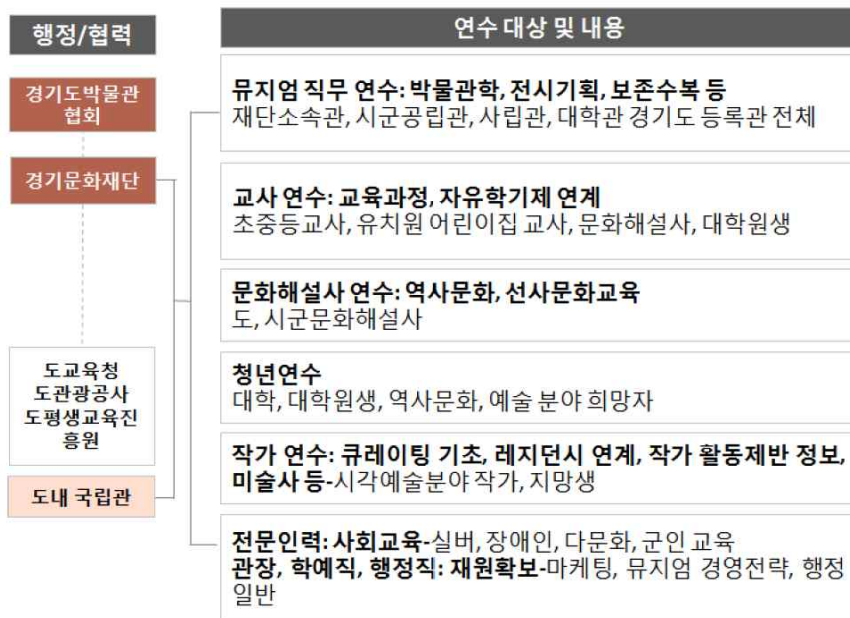 행정/협력
경기도박물관
협회
경기문화재단
도교육청
도관광공사
도평생교육진
흥원
도내 국립관
연수 대상 및 내용
뮤지엄 직무 연수: 박물관학, 전시기획, 보존수복 등
재단소속관, 시군공립관, 사립관, 대학관 경기도 등록관 전체
교사 연수: 교육과정, 자유학기제 연계
초중등교사, 유치원 어린이집 교사, 문화해설사, 대학원생
문화해설사 연수: 역사문화, 선사문화교육
도, 시군문화해설사
청년연수
대학, 대학원생, 역사문화, 예술 분야 희망자
작가 연수: 큐레이팅 기초, 레지던시 연계, 작가 활동제반 정보,
미술사 등-시각예술분야 작가, 지망생
전문인력: 사회교육-실버, 장애인, 다문화, 군인 교육
관장, 학예직, 행정직: 재원확보-마케팅, 뮤지엄 경영전략, 행정
일반